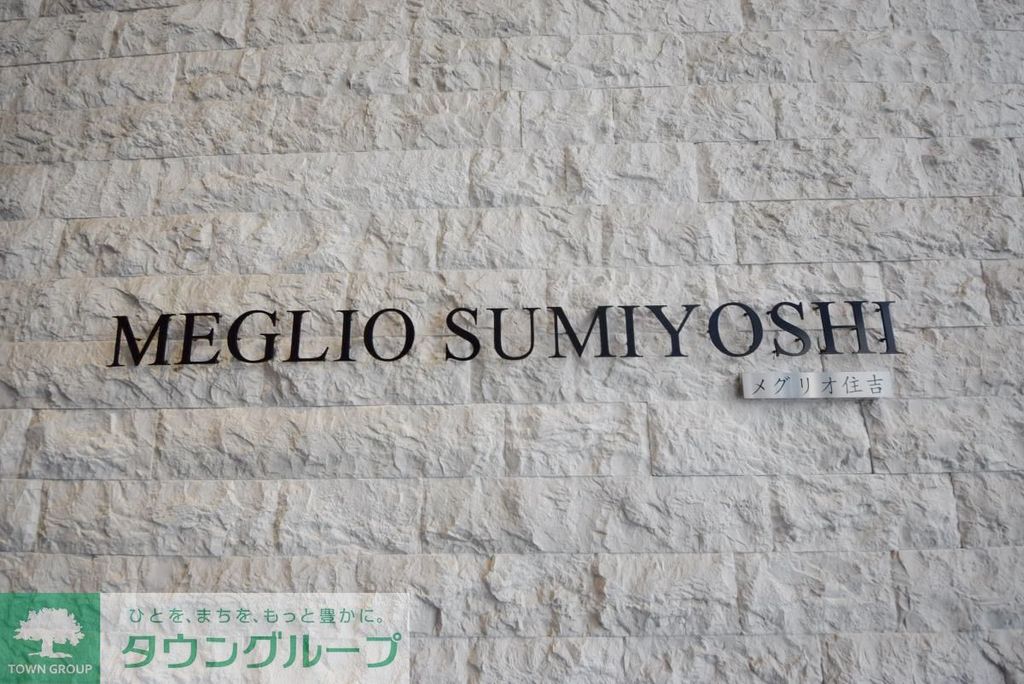 MEGLIO SUMIYOSHI
メグリオ住吉
ひとを、まちを、もっと豊かに。
タウングループ
TOWN GROUP